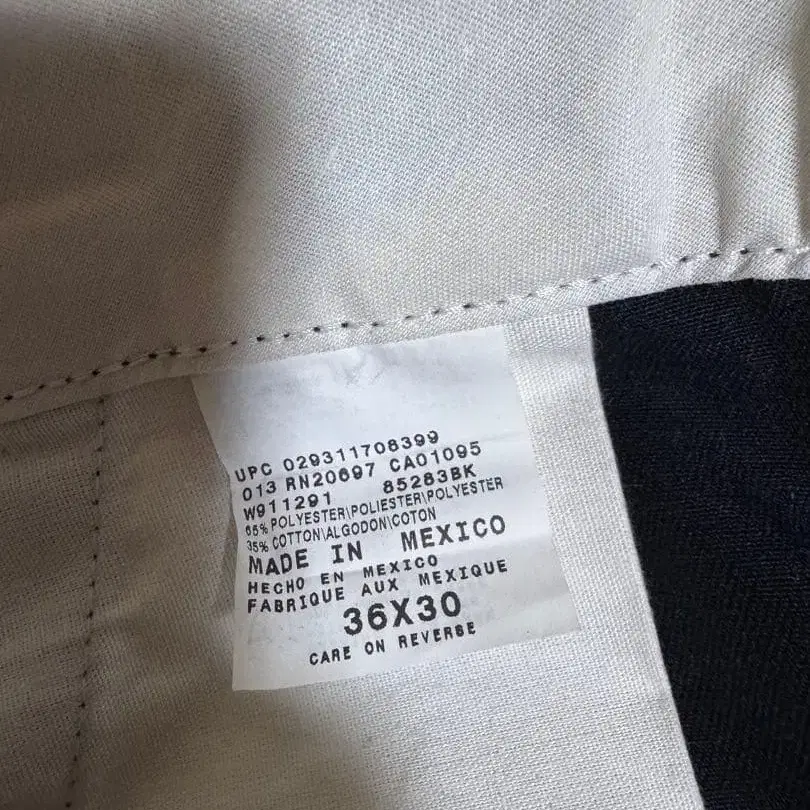 UPC 029311708399
013 RN20697 CA01095
W911291 85283BK
65% POLYESTER\POLIESTER\POLYESTER
35% COTTON\ALGODON\COTON
MADE IN MEXICO
HECHO EN MEXICO
FABRIQUE AUX MEXIQUE
36X30
CARE ON REVERSE